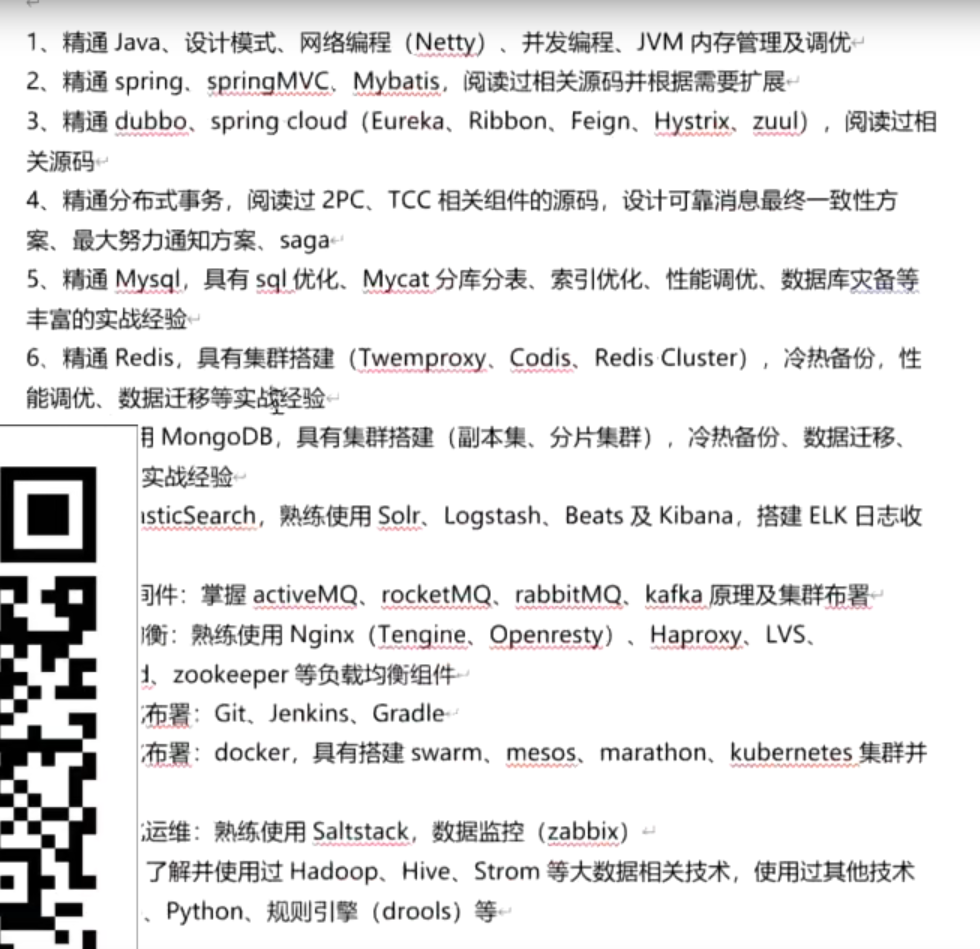 1、精通 Java、设计模式、网络编程（Netty）、并发编程、JVM 内存管理及调优
2、精通 spring、springMVC、Mybatis，阅读过相关源码并根据需要扩展
3、精通 dubbo、spring cloud（Eureka、Ribbon、Feign、Hystrix、zuul），阅读过相
关源码
4、精通分布式事务，阅读过 2PC、TCC 相关组件的源码，设计可靠消息最终一致性方
案、最大努力通知方案、saga
5、精通 Mysql，具有 sql 优化、Mycat 分库分表、索引优化、性能调优、数据库灾备等
丰富的实战经验
6、精通 Redis，具有集群搭建（Twemproxy、Codis、Redis Cluster），冷热备份，性
能调优、数据迁移等实战经验
用 MongoDB，具有集群搭建（副本集、分片集群），冷热备份、数据迁移、
实战经验
asticSearch，熟练使用 Solr、Logstash、Beats 及 Kibana，搭建 ELK 日志收
间件：掌握 activeMQ、rocketMQ、rabbitMQ、kafka 原理及集群布署
衡：熟练使用 Nginx（Tengine、Openresty）、Haproxy、LVS、
d、zookeeper 等负载均衡组件
布署：Git、Jenkins、Gradle
布署：docker，具有搭建 swarm、mesos、marathon、kubernetes 集群并
运维：熟练使用 Saltstack，数据监控（zabbix）
了解并使用过 Hadoop、Hive、Strom 等大数据相关技术，使用过其他技术
、Python、规则引擎（drools）等